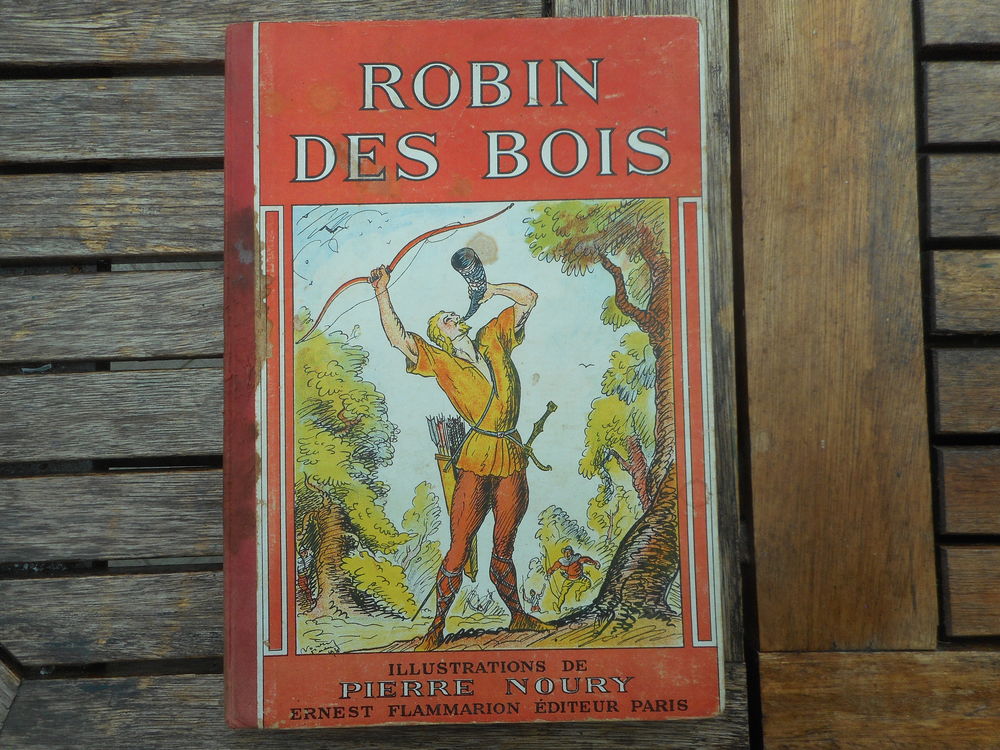 ROBIN
DES BOIS
ILLUSTRATIONS DE
PIERRE NOURY
ERNEST FLAMMARION ÉDITEUR PARIS